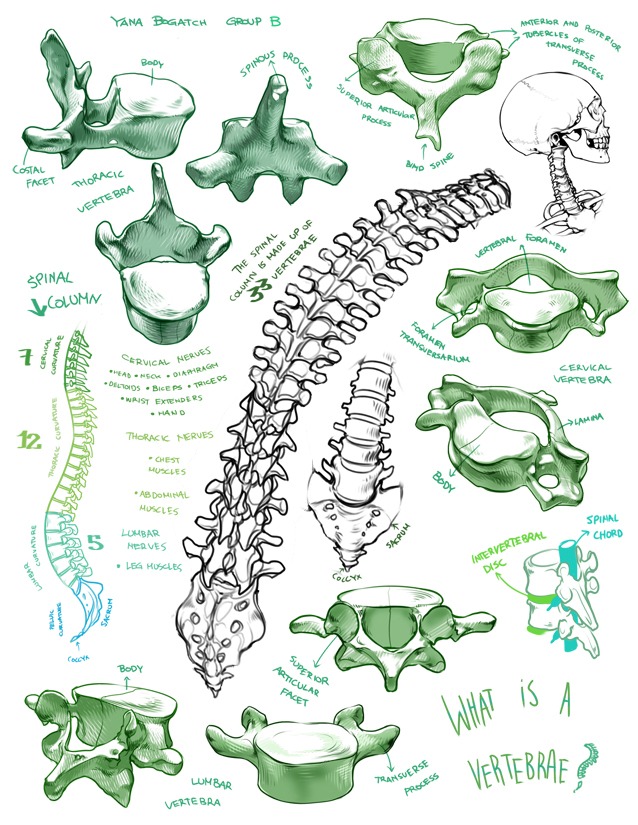 YANA BOGATCH GROUP B
BODY
COSTAL
FACET
THORACIC
VERTEBRA
SPINOUS PROCESS
ANTERIOR AND POSTERIOR
TUBERCLES OF
TRANSVERSE
PROCESS
SUPERIOR ARTICULAR
PROCESS
BIFID SPINE
THE SPINAL
COLUMN IS MADE UP OF
33 VERTEBRAE
VERTEBRAL FORAMEN
FORAMEN
TRANSVERSARIUM
CERVICAL
VERTEBRA
LAMINA
BODY
SPINAL
COLUMN
7
CERVICAL
CURVATURE
12
THORACIC CURVATURE
5
LUMBAR CURVATURE
PELVIC
CURVATURE
SACRUM
COCCYX
CERVICAL NERVES
• HEAD • NECK • DIAPHRAGM
• DELTOIDS • BICEPS • TRICEPS
• WRIST EXTENDERS
• HAND
THORACIC NERVES
• CHEST
MUSCLES
• ABDOMINAL
MUSCLES
LUMBAR
NERVES
• LEG MUSCLES
SACRUM
COCCYX
INTERVERTEBRAL
DISC
SPINAL
CHORD
SUPERIOR
ARTICULAR
FACET
BODY
LUMBAR
VERTEBRA
TRANSVERSE
PROCESS
WHAT IS A
VERTEBRAE